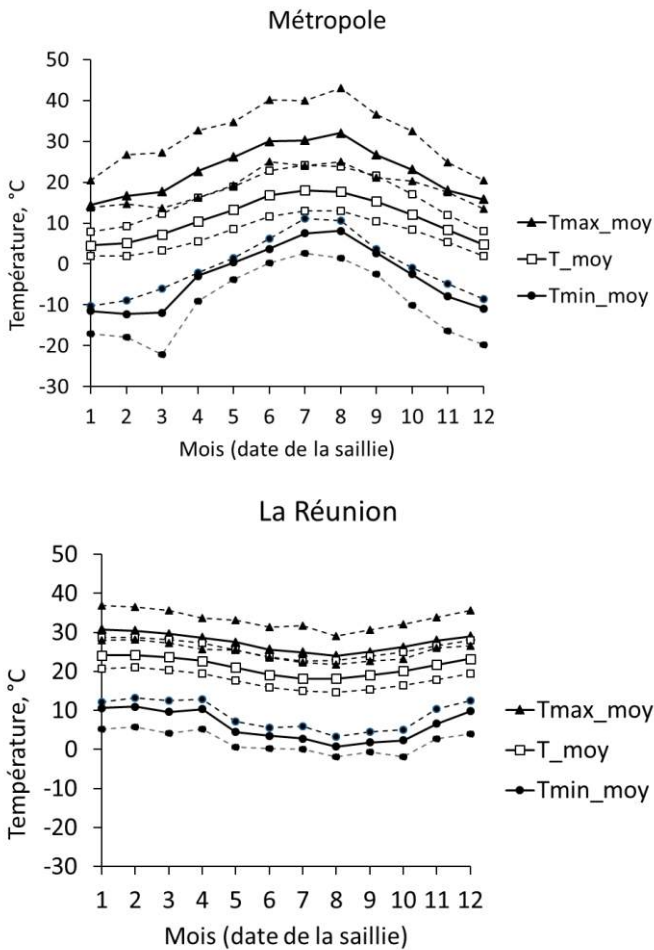 Métropole
50
40
30
20
10
0
-10
-20
-30
Température, °C
1 2 3 4 5 6 7 8 9 10 11 12
Mois (date de la saillie)
Tmax_moy
T_moy
Tmin_moy
La Réunion
50
40
30
20
10
0
-10
-20
-30
Température, °C
1 2 3 4 5 6 7 8 9 10 11 12
Mois (date de la saillie)
Tmax_moy
T_moy
Tmin_moy